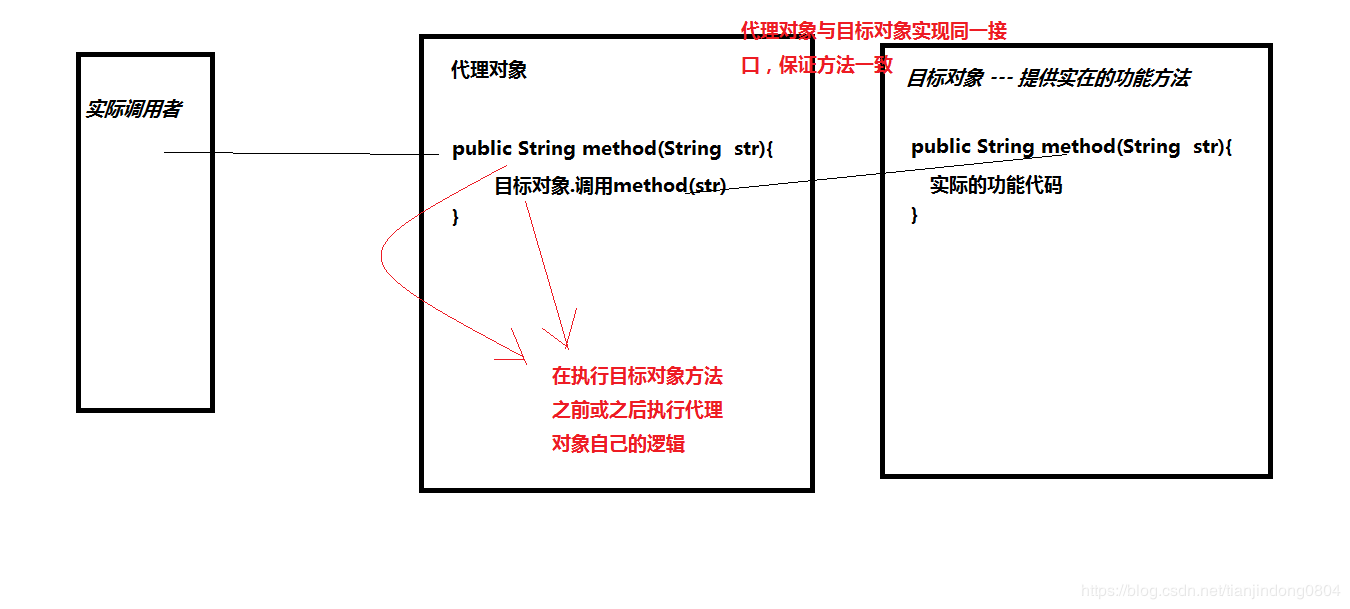 实际调用者
代理对象
public String method(String  str){
目标对象.调用method(str)
}
在执行目标对象方法
之前或之后执行代理
对象自己的逻辑
代理对象与目标对象实现同一接
口，保证方法一致
目标对象 --- 提供实在的功能方法
public String method(String  str){
实际的功能代码
}
https://blog.csdn.net/tianjindong0804